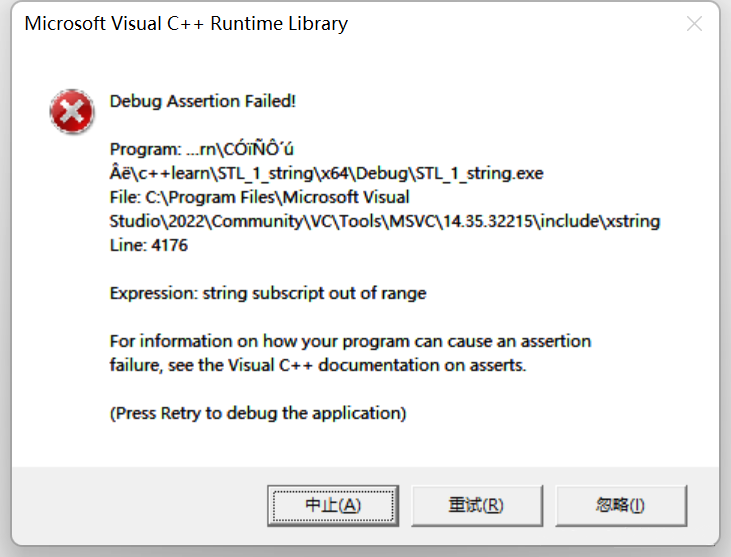 Microsoft Visual C++ Runtime Library
Debug Assertion Failed!
Program: ...rn\CÓïÑÔ´ú
Âë\c++learn\STL_1_string\x64\Debug\STL_1_string.exe
File: C:\Program Files\Microsoft Visual
Studio\2022\Community\VC\Tools\MSVC\14.35.32215\include\xstring
Line: 4176
Expression: string subscript out of range
For information on how your program can cause an assertion
failure, see the Visual C++ documentation on asserts.
(Press Retry to debug the application)
中止(A) 重试(R) 忽略(I)